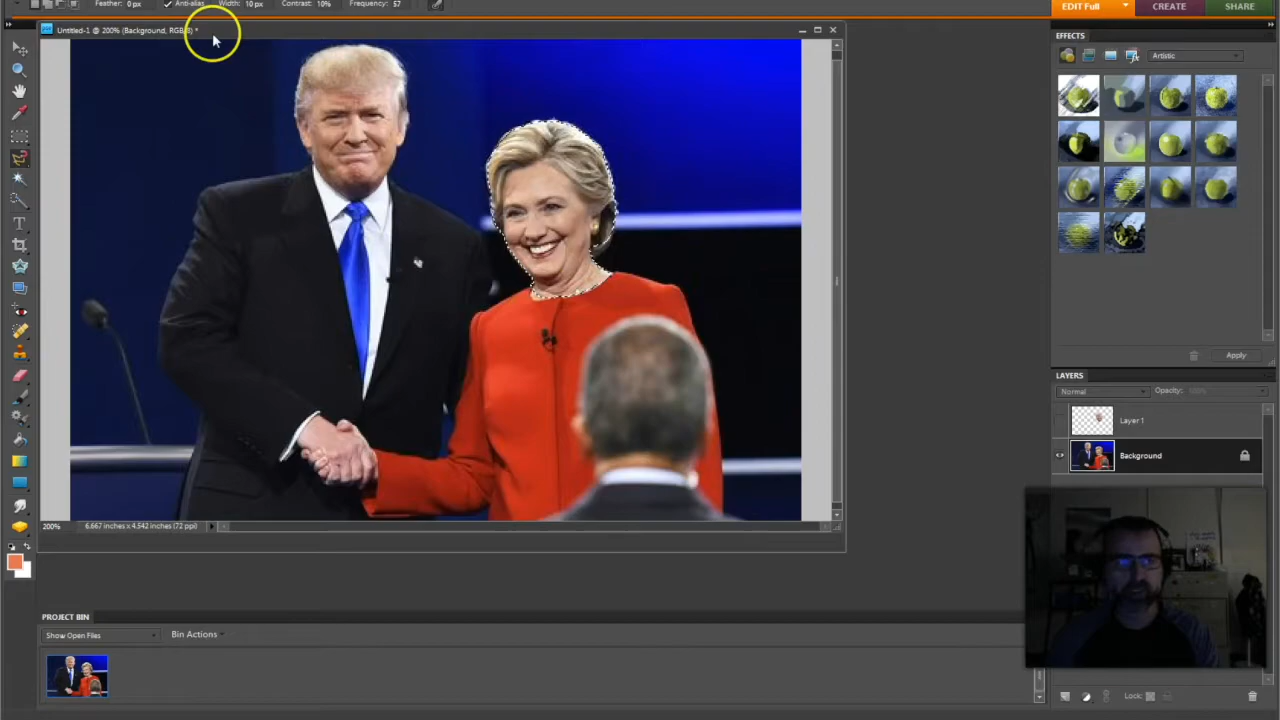 Feather: 0 px Anti-alias Width: 10 px Contrast: 10% Frequency: 57
EDIT Full CREATE SHARE
Untitled-1 @ 200% (Background, RGB/8) *
EFFECTS
Artistic
Apply
LAYERS
Normal Opacity: 100%
Layer 1
Background
200% 6.667 inches x 4.542 inches (72 ppi)
PROJECT BIN
Show Open Files Bin Actions
Lock: